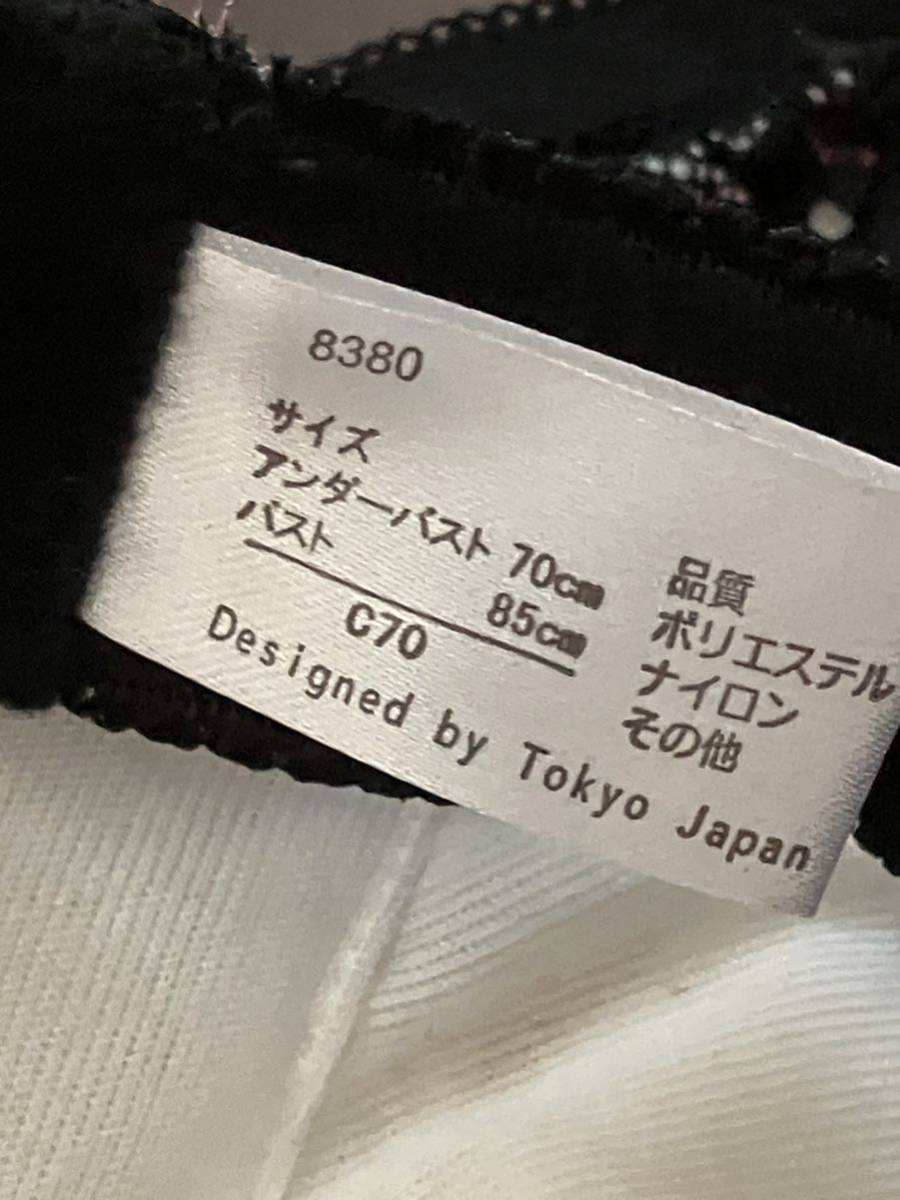 8380
サイズ
アンダーバスト 70cm
バスト 85cm
C70
品質
ポリエステル
ナイロン
その他
Designed by Tokyo Japan